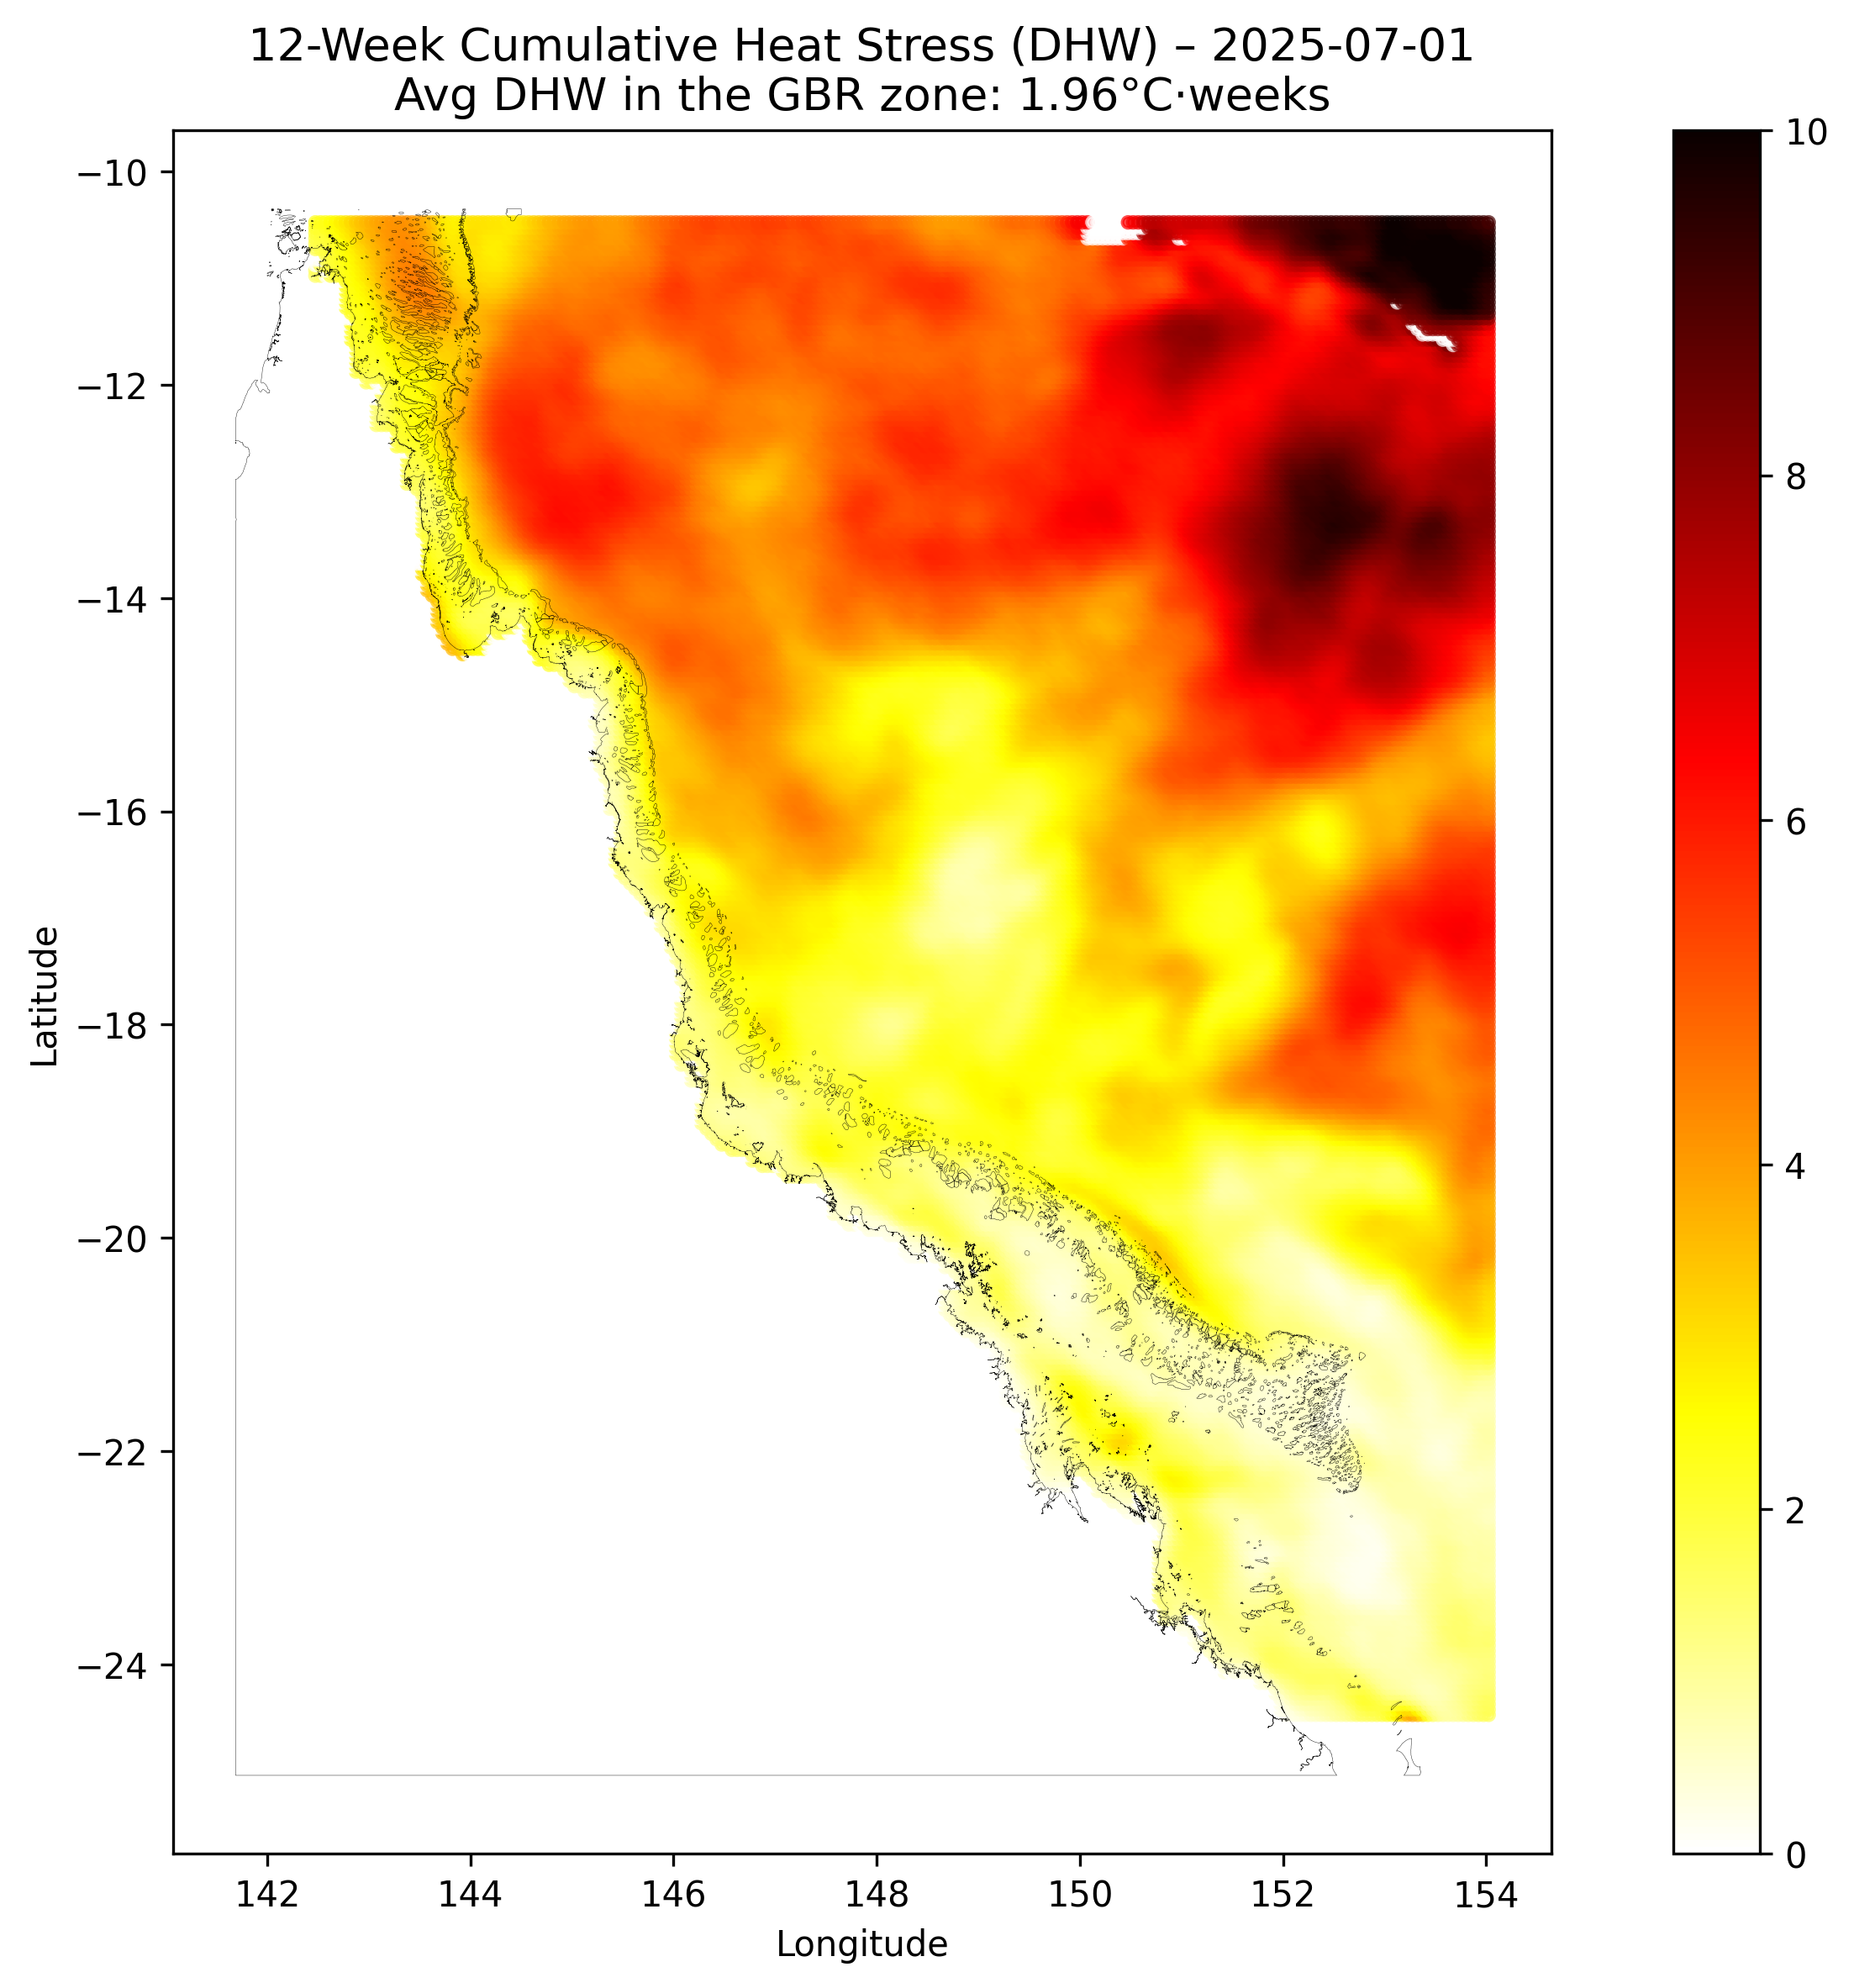 12-Week Cumulative Heat Stress (DHW) – 2025-07-01
Avg DHW in the GBR zone: 1.96°C·weeks
−10
−12
−14
−16
−18
−20
−22
−24
Latitude
142 144 146 148 150 152 154
Longitude
10
8
6
4
2
0